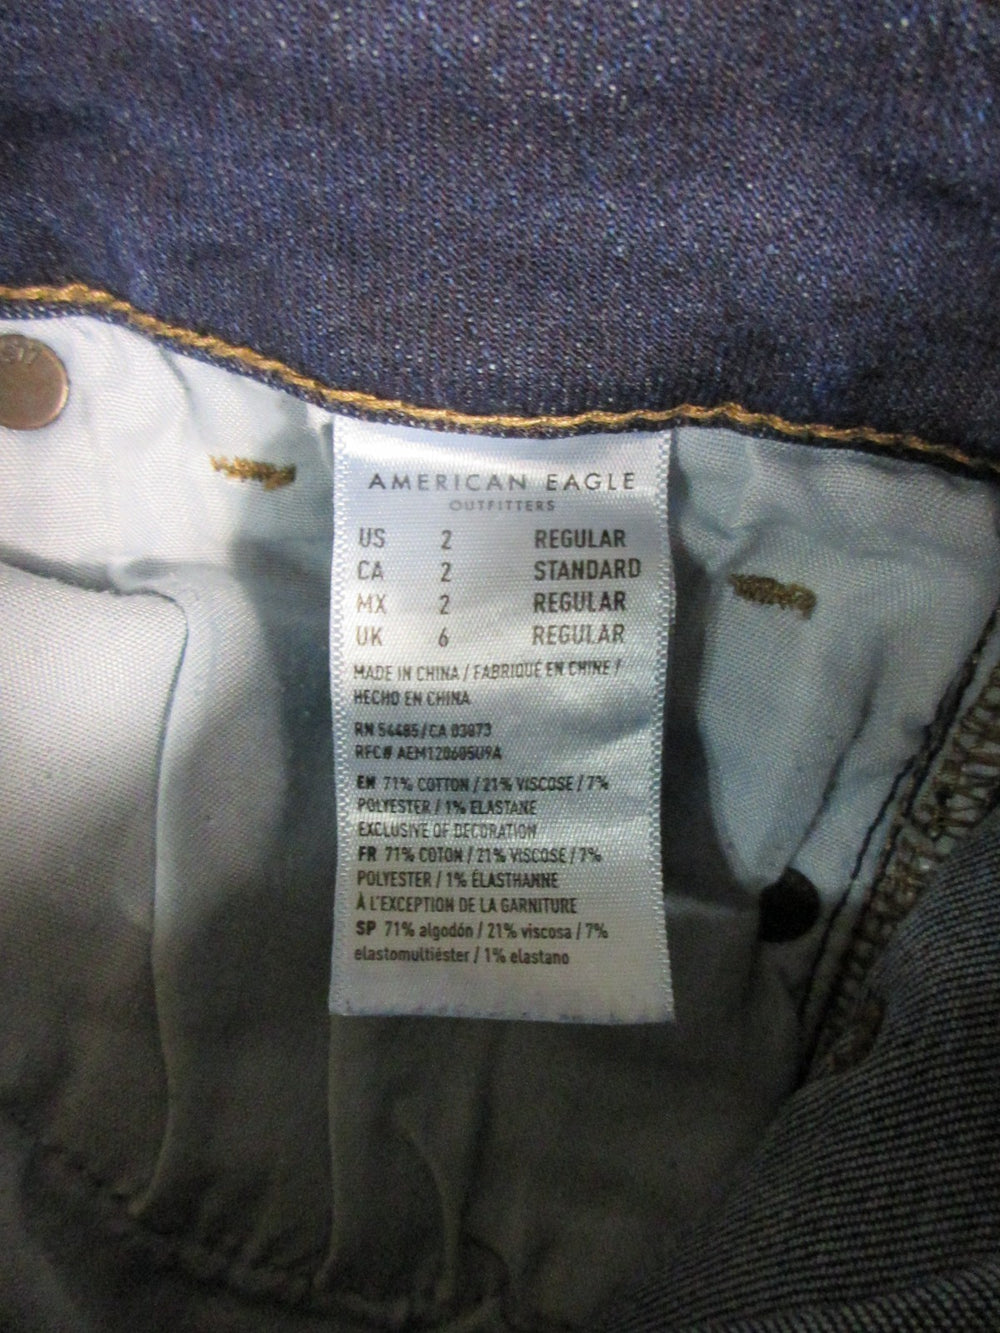 AMERICAN EAGLE
OUTFITTERS
US 2 REGULAR
CA 2 STANDARD
MX 2 REGULAR
UK 6 REGULAR
MADE IN CHINA / FABRIQUÉ EN CHINE /
HECHO EN CHINA
RN 54485/CA 03873
RFC# AEM120605U9A
EN 71% COTTON / 21% VISCOSE / 7%
POLYESTER / 1% ELASTANE
EXCLUSIVE OF DECORATION
FR 71% COTON / 21% VISCOSE / 7%
POLYESTER / 1% ÉLASTHANNE
À L'EXCEPTION DE LA GARNITURE
SP 71% algodón / 21% viscosa / 7%
elastomultiéster / 1% elastano